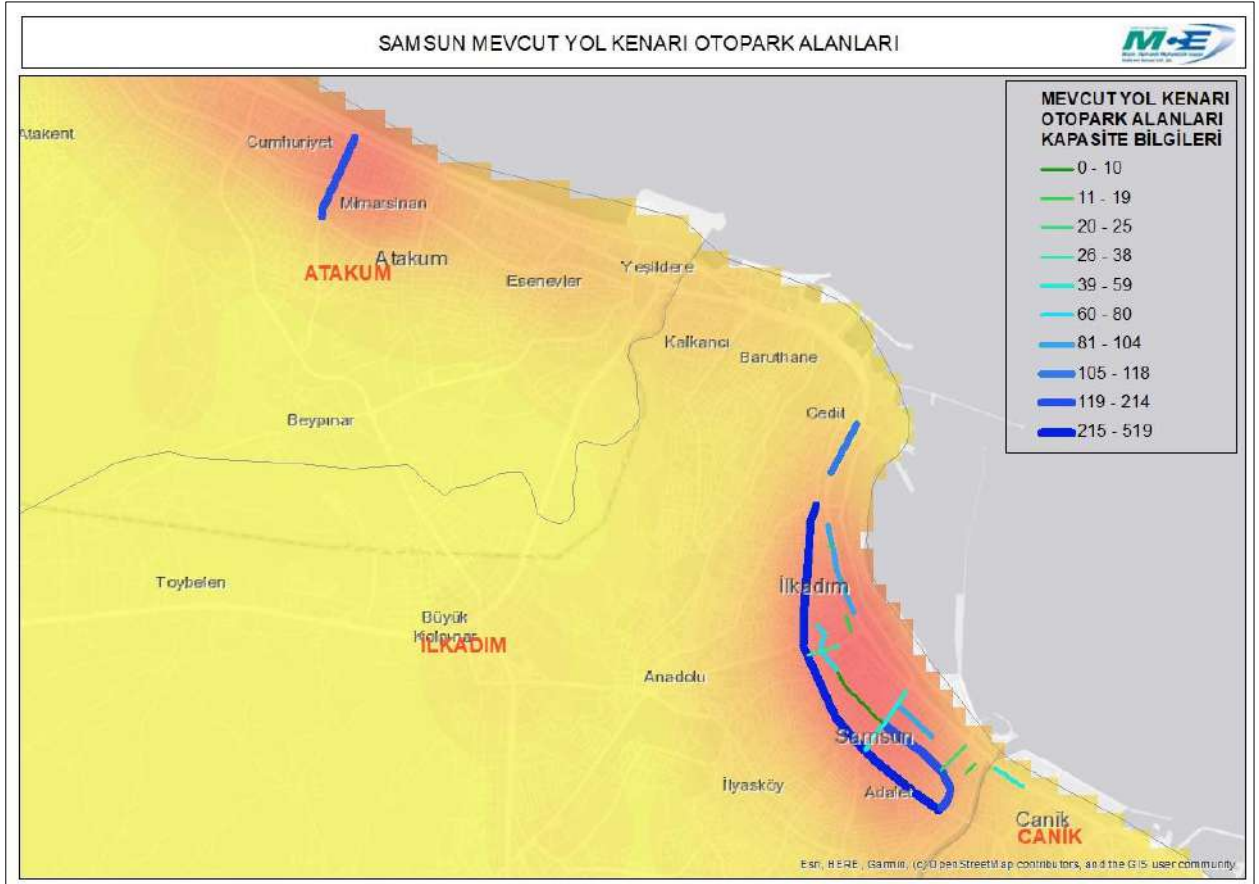 SAMSUN MEVCUT YOL KENARI OTOPARK ALANLARI
M-E
MEVCUT YOL KENARI
OTOPARK ALANLARI
KAPASİTE BİLGİLERİ
0 - 10
11 - 19
20 - 25
26 - 38
39 - 59
60 - 80
81 - 104
105 - 118
119 - 214
215 - 519
Atakent
Cumhuriyet
Mimarsinan
Atakum
ATAKUM
Esenevler
Yeşildere
Kalkancı
Baruthane
Cedit
Beypınar
Toybelen
İlkadım
Büyük
Kolpınar
İLKADIM
Anadolu
Samsun
İlyasköy
Adalet
Canik
CANİK
Esri, HERE, Garmin, (c) OpenStreetMap contributors, and the GIS user community